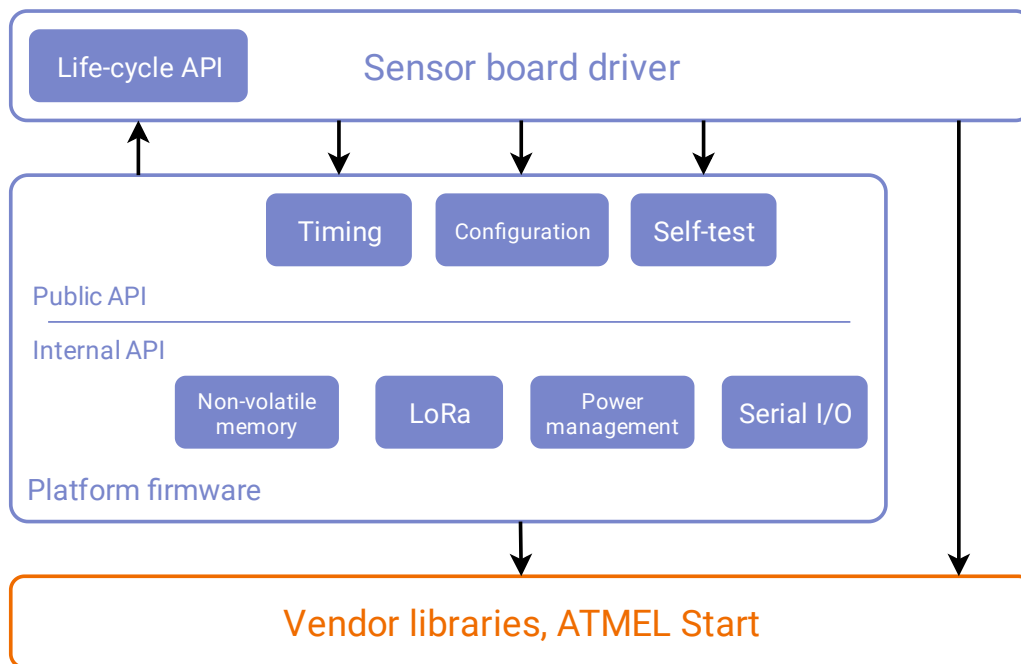 Life-cycle API
Sensor board driver
Timing
Configuration
Self-test
Public API
Internal API
Non-volatile
memory
LoRa
Power
management
Serial I/O
Platform firmware
Vendor libraries, ATMEL Start